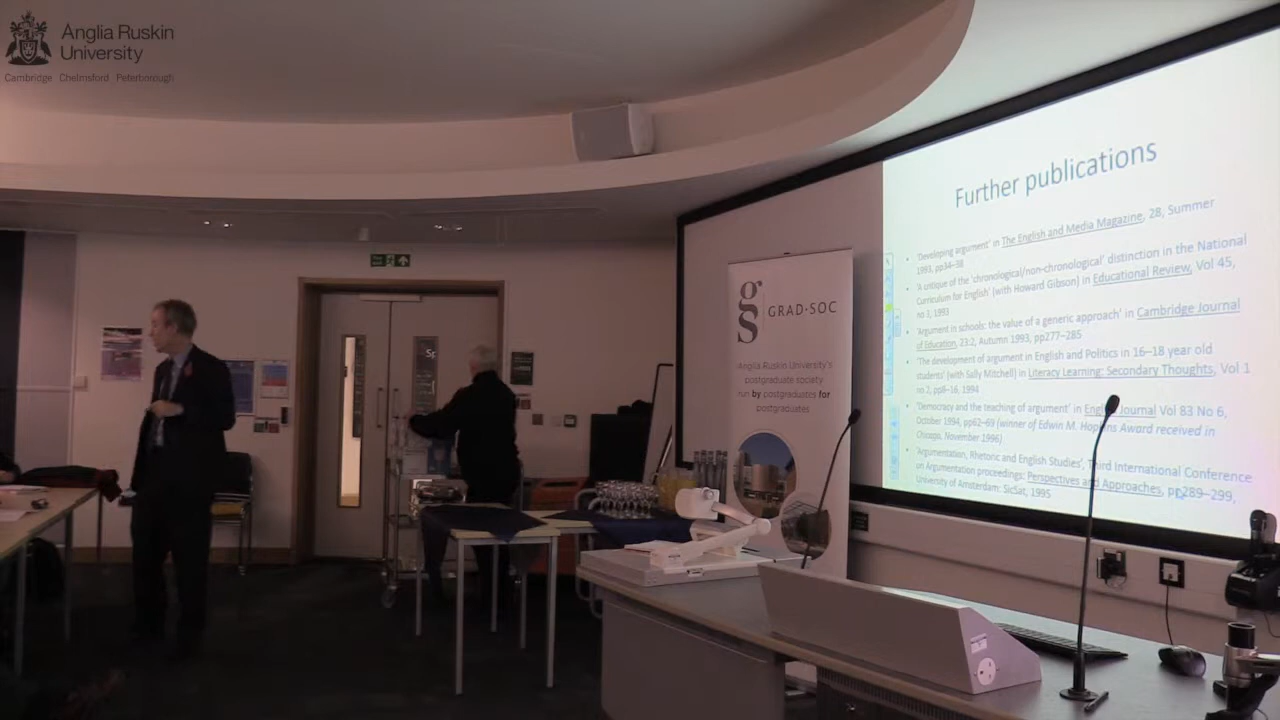 Anglia Ruskin
University
Cambridge Chelmsford Peterborough
Further publications
'Developing argument' in The English and Media Magazine, 28, Summer
1993, pp34–38
'A critique of the 'chronological/non-chronological' distinction in the National
Curriculum for English' (with Howard Gibson) in Educational Review, Vol 45,
no 3, 1993
'Argument in schools: the value of a generic approach' in Cambridge Journal
of Education, 23:2, Autumn 1993, pp277–285
'The development of argument in English and Politics in 16–18 year old
students' (with Sally Mitchell) in Literacy Learning: Secondary Thoughts, Vol 1
no 2, pp8–16, 1994
'Democracy and the teaching of argument' in English Journal Vol 83 No 6,
October 1994, pp62–69 (winner of Edwin M. Hopkins Award received in
Chicago, November 1996)
'Argumentation, Rhetoric and English Studies', Third International Conference
on Argumentation proceedings: Perspectives and Approaches, pp289–299,
University of Amsterdam: SicSat, 1995
gs GRAD·SOC
Anglia Ruskin University's
postgraduate society
run by postgraduates for
postgraduates
Sp